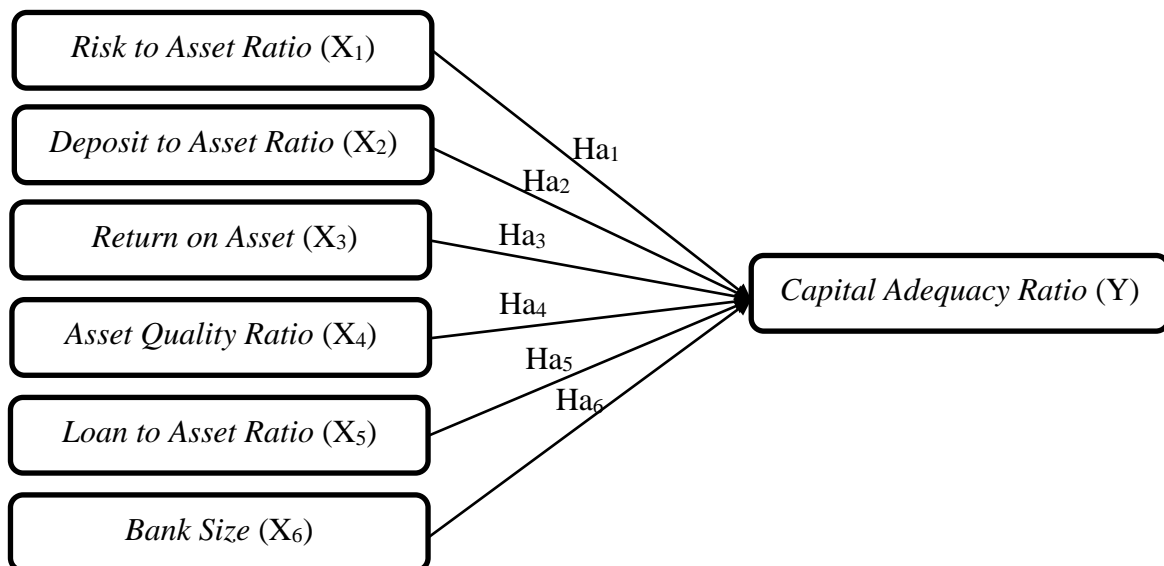 Risk to Asset Ratio (X₁)
Deposit to Asset Ratio (X₂)
Return on Asset (X₃)
Asset Quality Ratio (X₄)
Loan to Asset Ratio (X₅)
Bank Size (X₆)
Ha₁
Ha₂
Ha₃
Ha₄
Ha₅
Ha₆
Capital Adequacy Ratio (Y)